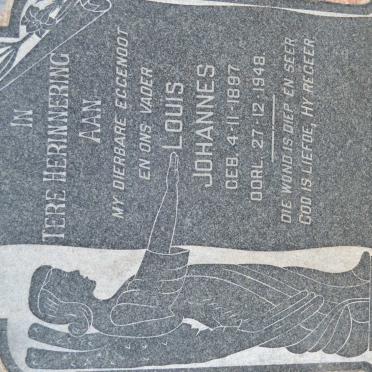 IN
TERE HERINNERING
AAN
MY DIERBARE EGGENOOT
EN ONS VADER
LOUIS
JOHANNES
GEB. 4-11-1897
OORL. 27-12-1948
DIE WOND IS DIEP EN SEER
GOD IS LIEFDE, HY REGEER